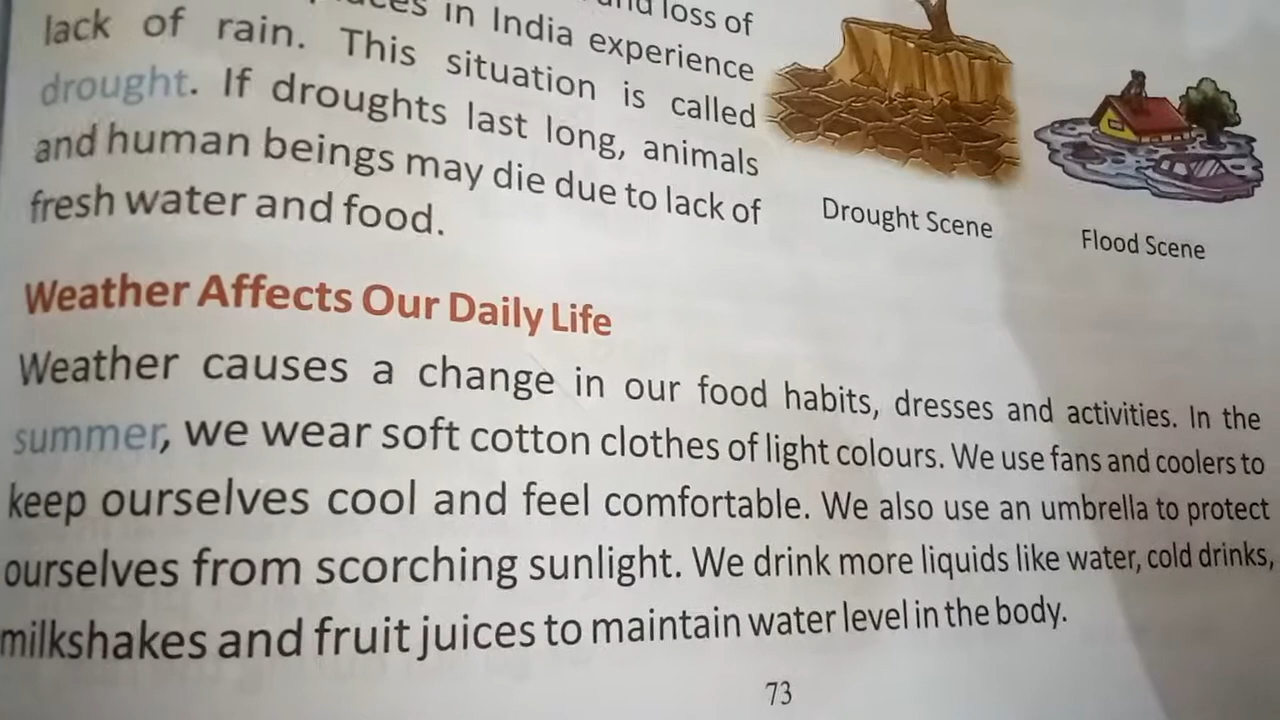 loss of
in India experience
lack of rain. This situation is called
drought. If droughts last long, animals
and human beings may die due to lack of
fresh water and food.
Drought Scene
Flood Scene
Weather Affects Our Daily Life
Weather causes a change in our food habits, dresses and activities. In the
summer, we wear soft cotton clothes of light colours. We use fans and coolers to
keep ourselves cool and feel comfortable. We also use an umbrella to protect
ourselves from scorching sunlight. We drink more liquids like water, cold drinks,
milkshakes and fruit juices to maintain water level in the body.
73